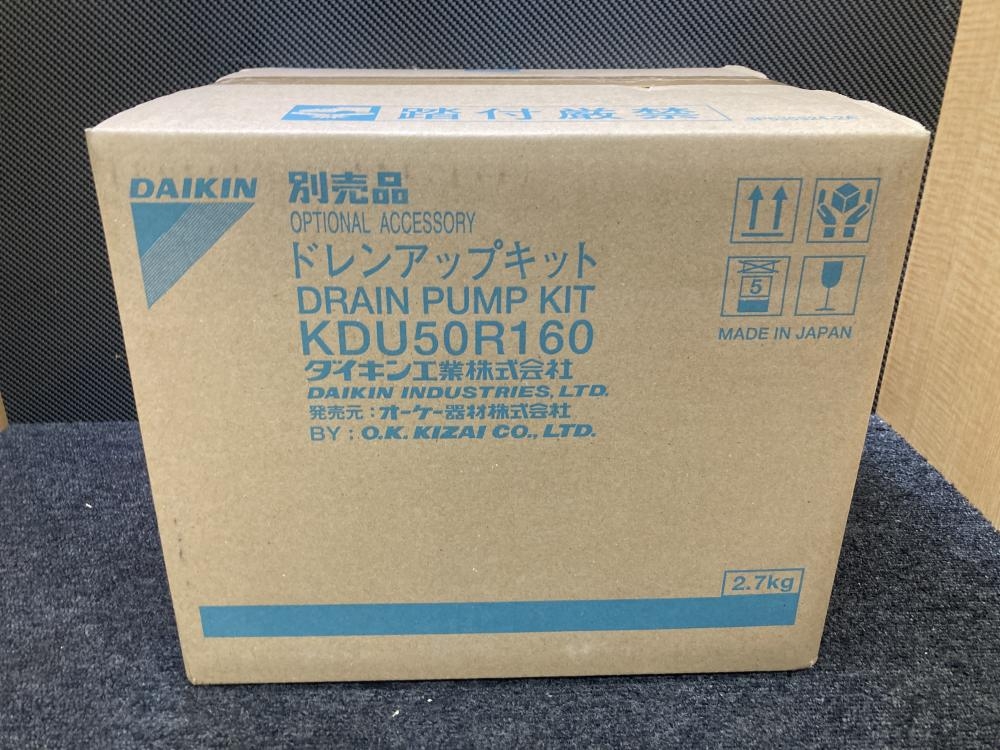 踏付厳禁
DAIKIN
別売品
OPTIONAL ACCESSORY
ドレンアップキット
DRAIN PUMP KIT
KDU50R160
ダイキン工業株式会社
DAIKIN INDUSTRIES, LTD.
発売元：オーケー器材株式会社
BY : O.K. KIZAI CO., LTD.
5
MADE IN JAPAN
2.7kg